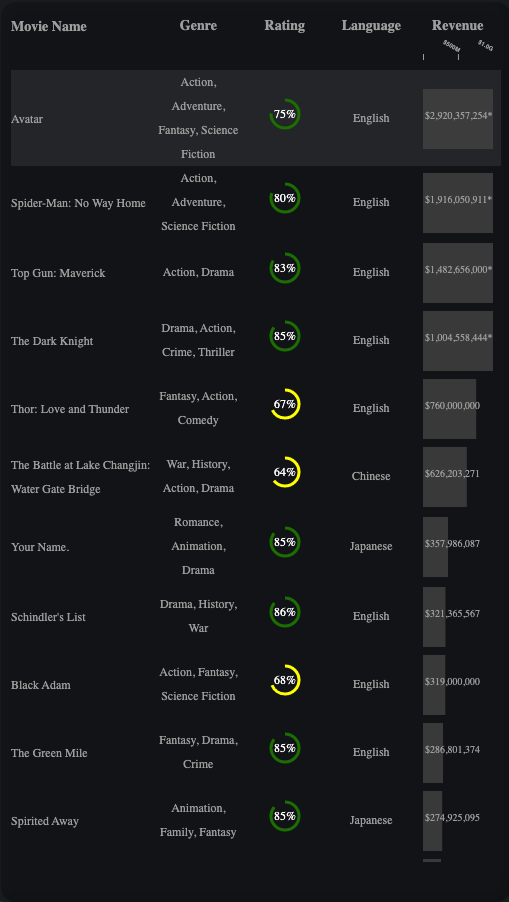 Movie Name Genre Rating Language Revenue
$500M $1.0G
Action,
Adventure,
Fantasy, Science
Fiction
Avatar 75% English $2,920,357,254*
Action,
Adventure,
Science Fiction
Spider-Man: No Way Home 80% English $1,916,050,911*
Top Gun: Maverick Action, Drama 83% English $1,482,656,000*
Drama, Action,
Crime, Thriller
The Dark Knight 85% English $1,004,558,444*
Fantasy, Action,
Comedy
Thor: Love and Thunder 67% English $760,000,000
The Battle at Lake Changjin:
Water Gate Bridge
War, History,
Action, Drama
64% Chinese $626,203,271
Romance,
Animation,
Drama
Your Name. 85% Japanese $357,986,087
Drama, History,
War
Schindler's List 86% English $321,365,567
Action, Fantasy,
Science Fiction
Black Adam 68% English $319,000,000
Fantasy, Drama,
Crime
The Green Mile 85% English $286,801,374
Animation,
Family, Fantasy
Spirited Away 85% Japanese $274,925,095